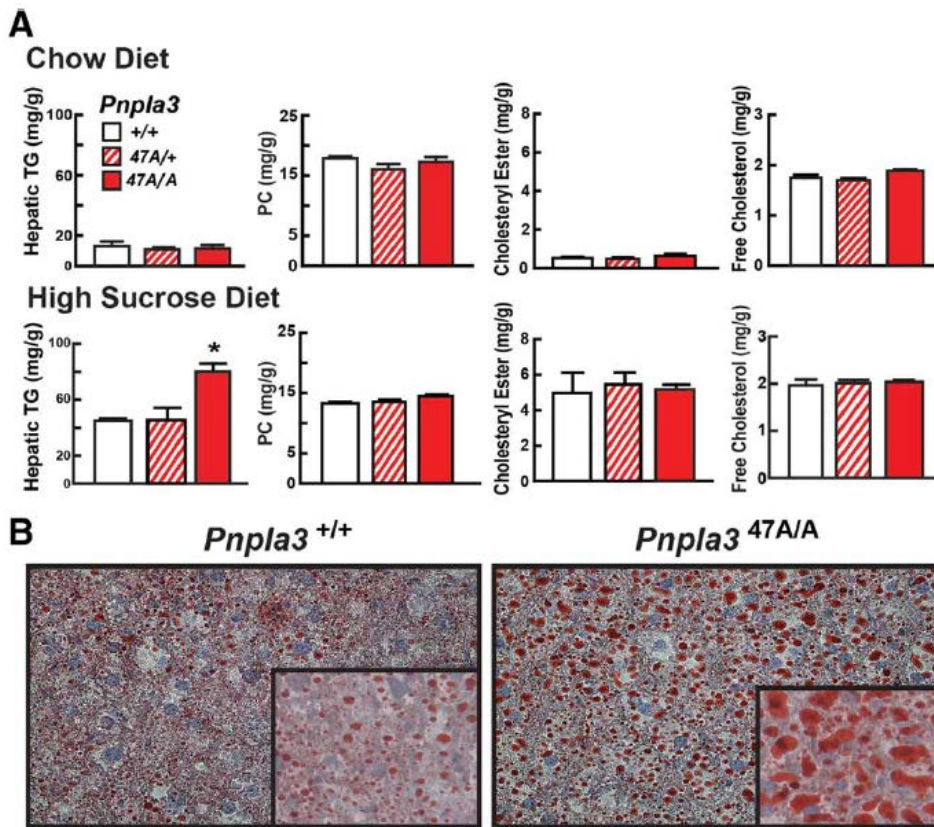 A
Chow Diet
Hepatic TG (mg/g)
100
60
20
0
Pnpla3
+/+
47A/+
47A/A
PC (mg/g)
25
15
5
0
Cholesteryl Ester (mg/g)
8
6
4
2
0
Free Cholesterol (mg/g)
3
2
1
0
High Sucrose Diet
Hepatic TG (mg/g)
100
60
20
0
*
PC (mg/g)
25
15
5
0
Cholesteryl Ester (mg/g)
8
6
4
2
0
Free Cholesterol (mg/g)
3
2
1
0
B
Pnpla3 +/+
Pnpla3 47A/A